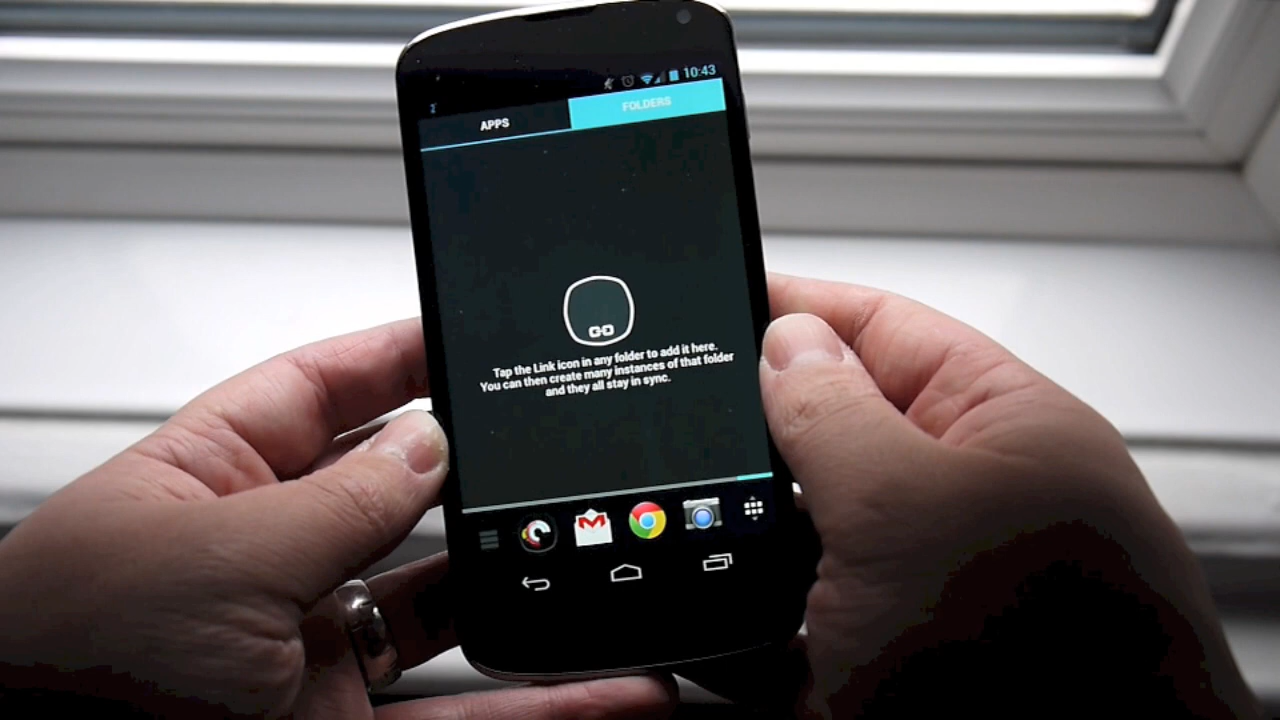 10:43
APPS
FOLDERS
Tap the Link icon in any folder to add it here.
You can then create many instances of that folder
and they all stay in sync.